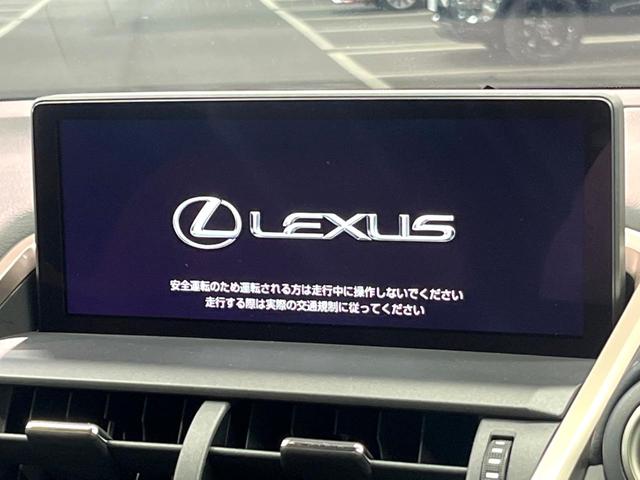 LEXUS
安全運転のため運転される方は走行中に操作しないでください
走行する際は実際の交通規制に従ってください